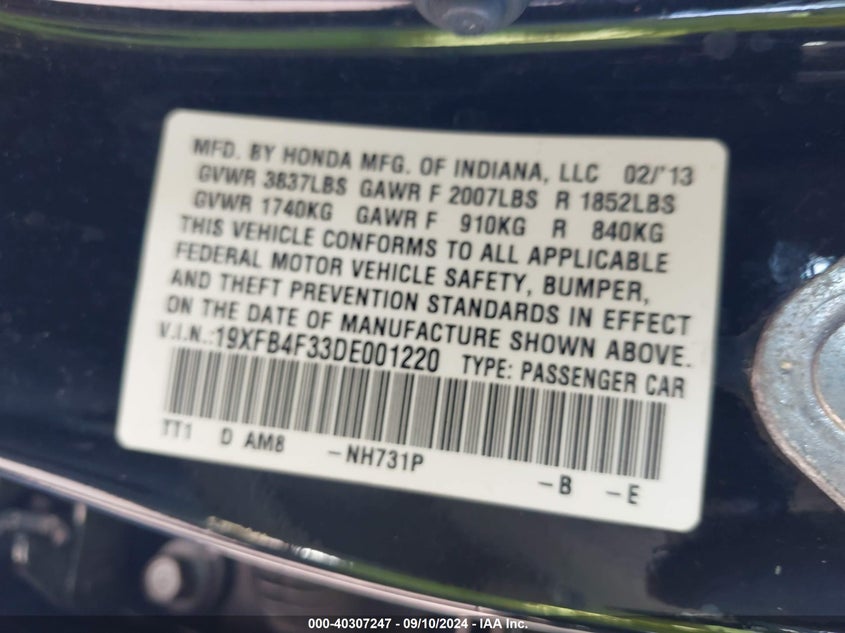 MFD. BY HONDA MFG. OF INDIANA, LLC 02/'13
GVWR 3837LBS GAWR F 2007LBS R 1852LBS
GVWR 1740KG GAWR F 910KG R 840KG
THIS VEHICLE CONFORMS TO ALL APPLICABLE
FEDERAL MOTOR VEHICLE SAFETY, BUMPER,
AND THEFT PREVENTION STANDARDS IN EFFECT
ON THE DATE OF MANUFACTURE SHOWN ABOVE.
V.I.N.:19XFB4F33DE001220 TYPE: PASSENGER CAR
TT1 D AM8 -NH731P -B -E
000-40307247 - 09/10/2024 - IAA Inc.